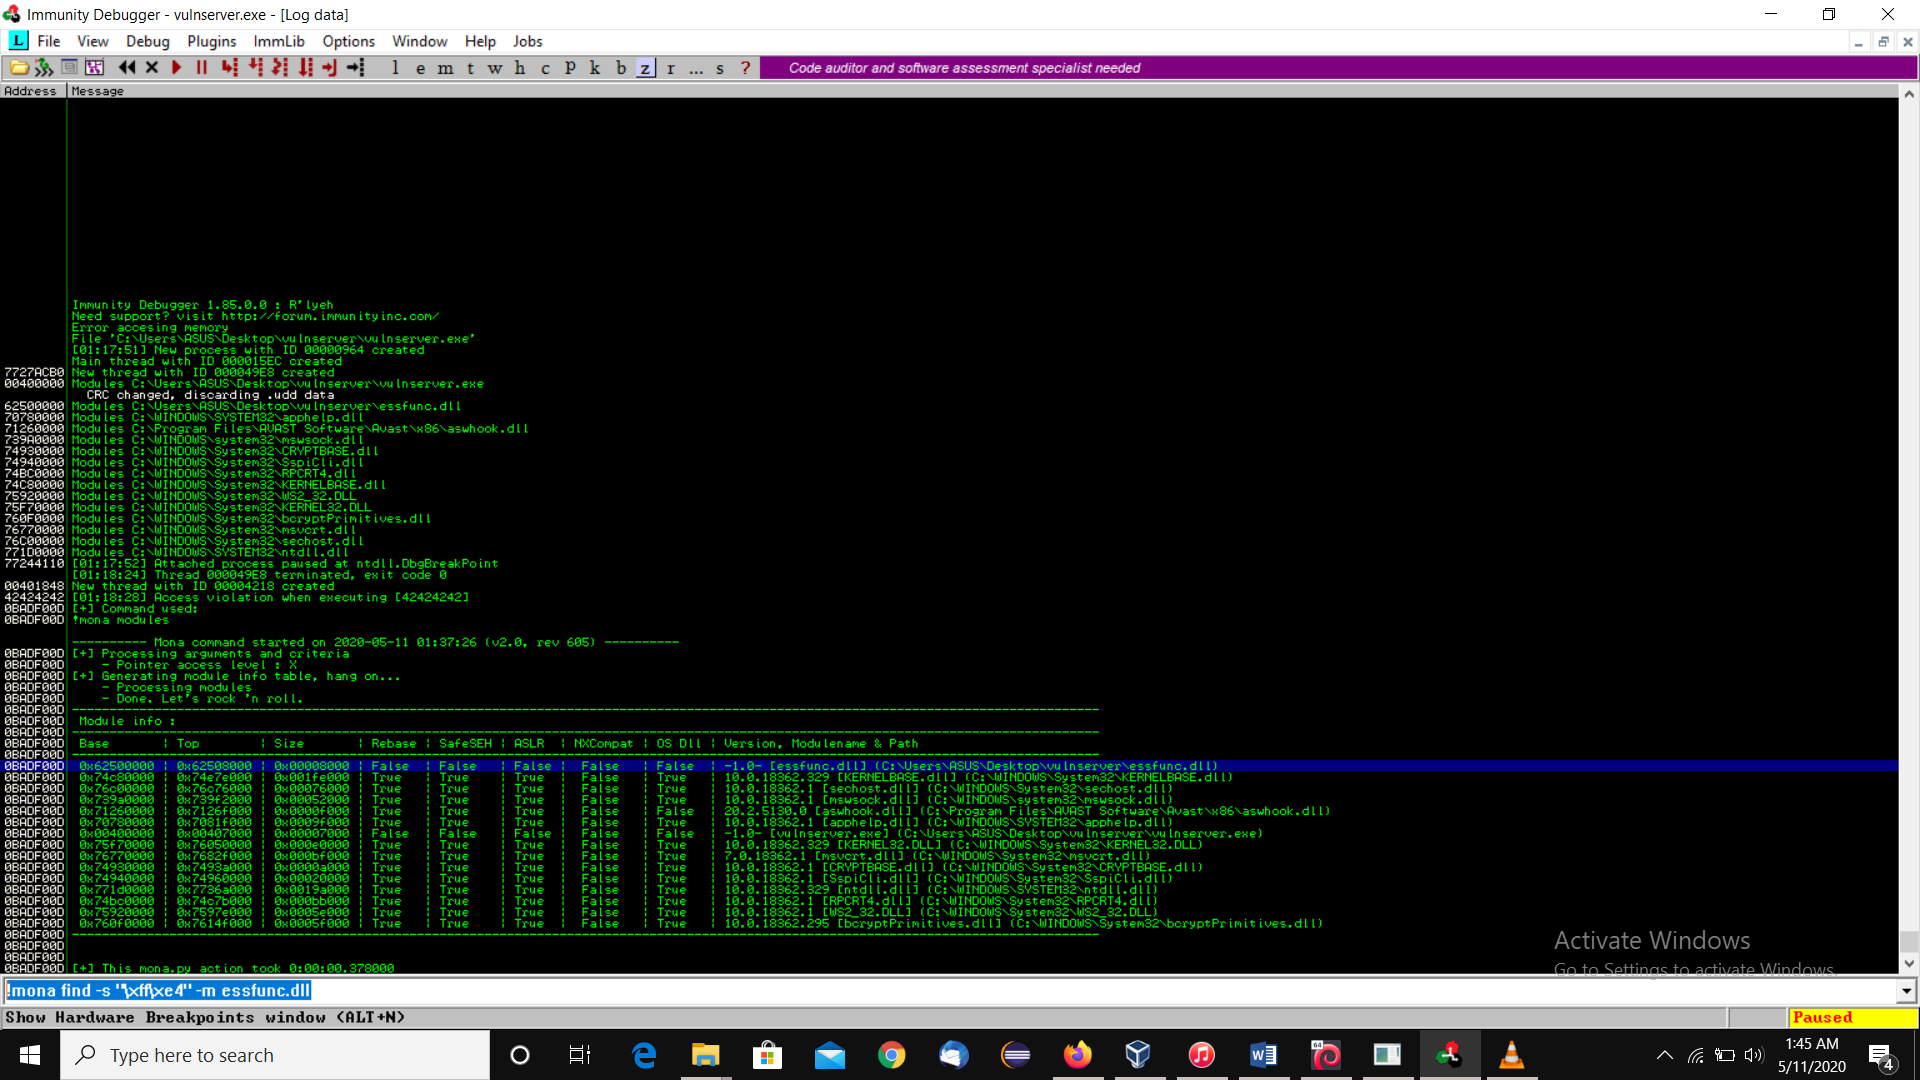 Immunity Debugger - vulnserver.exe - [Log data]
L File View Debug Plugins ImmLib Options Window Help Jobs
l e m t w h c P k b z r ... s ? Code auditor and software assessment specialist needed
Address Message
Immunity Debugger 1.85.0.0 : R'lyeh
Need support? visit http://forum.immunityinc.com/
Error accesing memory
File 'C:\Users\ASUS\Desktop\vulnserver\vulnserver.exe'
[01:17:51] New process with ID 00000964 created
Main thread with ID 000015EC created
7727ACB0 New thread with ID 000049E8 created
00400000 Modules C:\Users\ASUS\Desktop\vulnserver\vulnserver.exe
CRC changed, discarding .udd data
62500000 Modules C:\Users\ASUS\Desktop\vulnserver\essfunc.dll
70780000 Modules C:\WINDOWS\SYSTEM32\apphelp.dll
71260000 Modules C:\Program Files\AVAST Software\Avast\x86\aswhook.dll
739A0000 Modules C:\WINDOWS\system32\mswsock.dll
74930000 Modules C:\WINDOWS\System32\CRYPTBASE.dll
74940000 Modules C:\WINDOWS\System32\SspiCli.dll
74BC0000 Modules C:\WINDOWS\System32\RPCRT4.dll
74C80000 Modules C:\WINDOWS\System32\KERNELBASE.dll
75920000 Modules C:\WINDOWS\System32\WS2_32.DLL
75F70000 Modules C:\WINDOWS\System32\KERNEL32.DLL
760F0000 Modules C:\WINDOWS\System32\bcryptPrimitives.dll
76770000 Modules C:\WINDOWS\System32\msvcrt.dll
76C00000 Modules C:\WINDOWS\System32\sechost.dll
771D0000 Modules C:\WINDOWS\SYSTEM32\ntdll.dll
77244110 [01:17:52] Attached process paused at ntdll.DbgBreakPoint
[01:18:24] Thread 000049E8 terminated, exit code 0
00401848 New thread with ID 00004218 created
42424242 [01:18:28] Access violation when executing [42424242]
0BADF00D [+] Command used:
0BADF00D !mona modules
---------- Mona command started on 2020-05-11 01:37:26 (v2.0, rev 605) ----------
0BADF00D [+] Processing arguments and criteria
0BADF00D - Pointer access level : X
0BADF00D [+] Generating module info table, hang on...
0BADF00D - Processing modules
0BADF00D - Done. Let's rock 'n roll.
0BADF00D
0BADF00D Module info :
0BADF00D
0BADF00D Base | Top | Size | Rebase | SafeSEH | ASLR | NXCompat | OS Dll | Version, Modulename & Path
0BADF00D
0BADF00D 0x62500000 | 0x62508000 | 0x00008000 | False | False | False | False | False | -1.0- [essfunc.dll] (C:\Users\ASUS\Desktop\vulnserver\essfunc.dll)
0BADF00D 0x74c80000 | 0x74e7e000 | 0x001fe000 | True | True | True | False | True | 10.0.18362.329 [KERNELBASE.dll] (C:\WINDOWS\System32\KERNELBASE.dll)
0BADF00D 0x76c00000 | 0x76c76000 | 0x00076000 | True | True | True | False | True | 10.0.18362.1 [sechost.dll] (C:\WINDOWS\System32\sechost.dll)
0BADF00D 0x739a0000 | 0x739f2000 | 0x00052000 | True | True | True | False | True | 10.0.18362.1 [mswsock.dll] (C:\WINDOWS\system32\mswsock.dll)
0BADF00D 0x71260000 | 0x7126f000 | 0x0000f000 | True | True | True | False | False | 20.2.5130.0 [aswhook.dll] (C:\Program Files\AVAST Software\Avast\x86\aswhook.dll)
0BADF00D 0x70780000 | 0x7081f000 | 0x0009f000 | True | True | True | False | True | 10.0.18362.1 [apphelp.dll] (C:\WINDOWS\SYSTEM32\apphelp.dll)
0BADF00D 0x00400000 | 0x00407000 | 0x00007000 | False | False | False | False | False | -1.0- [vulnserver.exe] (C:\Users\ASUS\Desktop\vulnserver\vulnserver.exe)
0BADF00D 0x75f70000 | 0x76050000 | 0x000e0000 | True | True | True | False | True | 10.0.18362.329 [KERNEL32.DLL] (C:\WINDOWS\System32\KERNEL32.DLL)
0BADF00D 0x76770000 | 0x7682f000 | 0x000bf000 | True | True | True | False | True | 7.0.18362.1 [msvcrt.dll] (C:\WINDOWS\System32\msvcrt.dll)
0BADF00D 0x74930000 | 0x7493a000 | 0x0000a000 | True | True | True | False | True | 10.0.18362.1 [CRYPTBASE.dll] (C:\WINDOWS\System32\CRYPTBASE.dll)
0BADF00D 0x74940000 | 0x74960000 | 0x00020000 | True | True | True | False | True | 10.0.18362.1 [SspiCli.dll] (C:\WINDOWS\System32\SspiCli.dll)
0BADF00D 0x771d0000 | 0x7736a000 | 0x0019a000 | True | True | True | False | True | 10.0.18362.329 [ntdll.dll] (C:\WINDOWS\SYSTEM32\ntdll.dll)
0BADF00D 0x74bc0000 | 0x74c7b000 | 0x000bb000 | True | True | True | False | True | 10.0.18362.1 [RPCRT4.dll] (C:\WINDOWS\System32\RPCRT4.dll)
0BADF00D 0x75920000 | 0x7597e000 | 0x0005e000 | True | True | True | False | True | 10.0.18362.1 [WS2_32.DLL] (C:\WINDOWS\System32\WS2_32.DLL)
0BADF00D 0x760f0000 | 0x7614f000 | 0x0005f000 | True | True | True | False | True | 10.0.18362.295 [bcryptPrimitives.dll] (C:\WINDOWS\System32\bcryptPrimitives.dll)
0BADF00D
0BADF00D
0BADF00D
0BADF00D [+] This mona.py action took 0:00:00.378000
Activate Windows
Go to Settings to activate Windows.
!mona find -s "\xff\xe4" -m essfunc.dll
Show Hardware Breakpoints window (ALT+N)
Paused
Type here to search
64
1:45 AM
5/11/2020
4